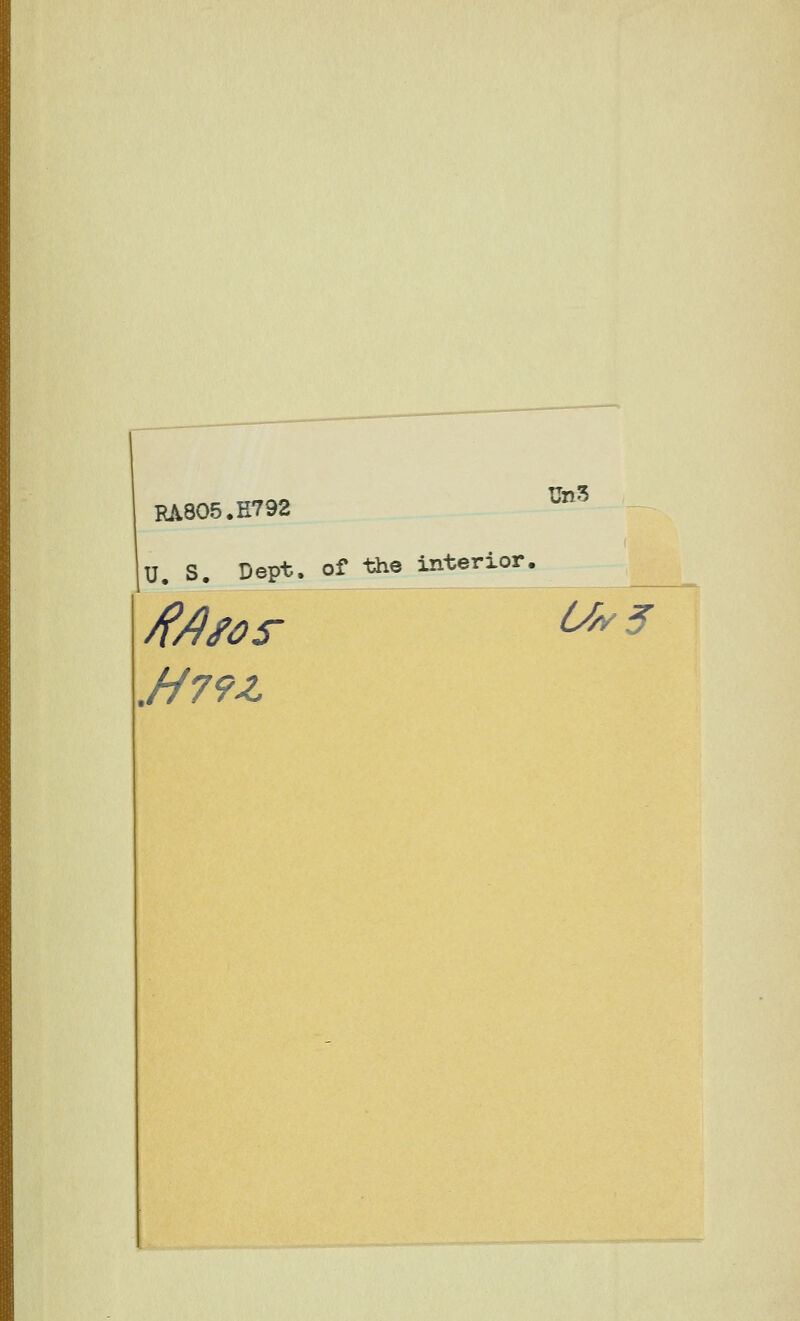 RA805.H792 Un3
U. S. Dept. of the interior.
RA805 Un3
.H792